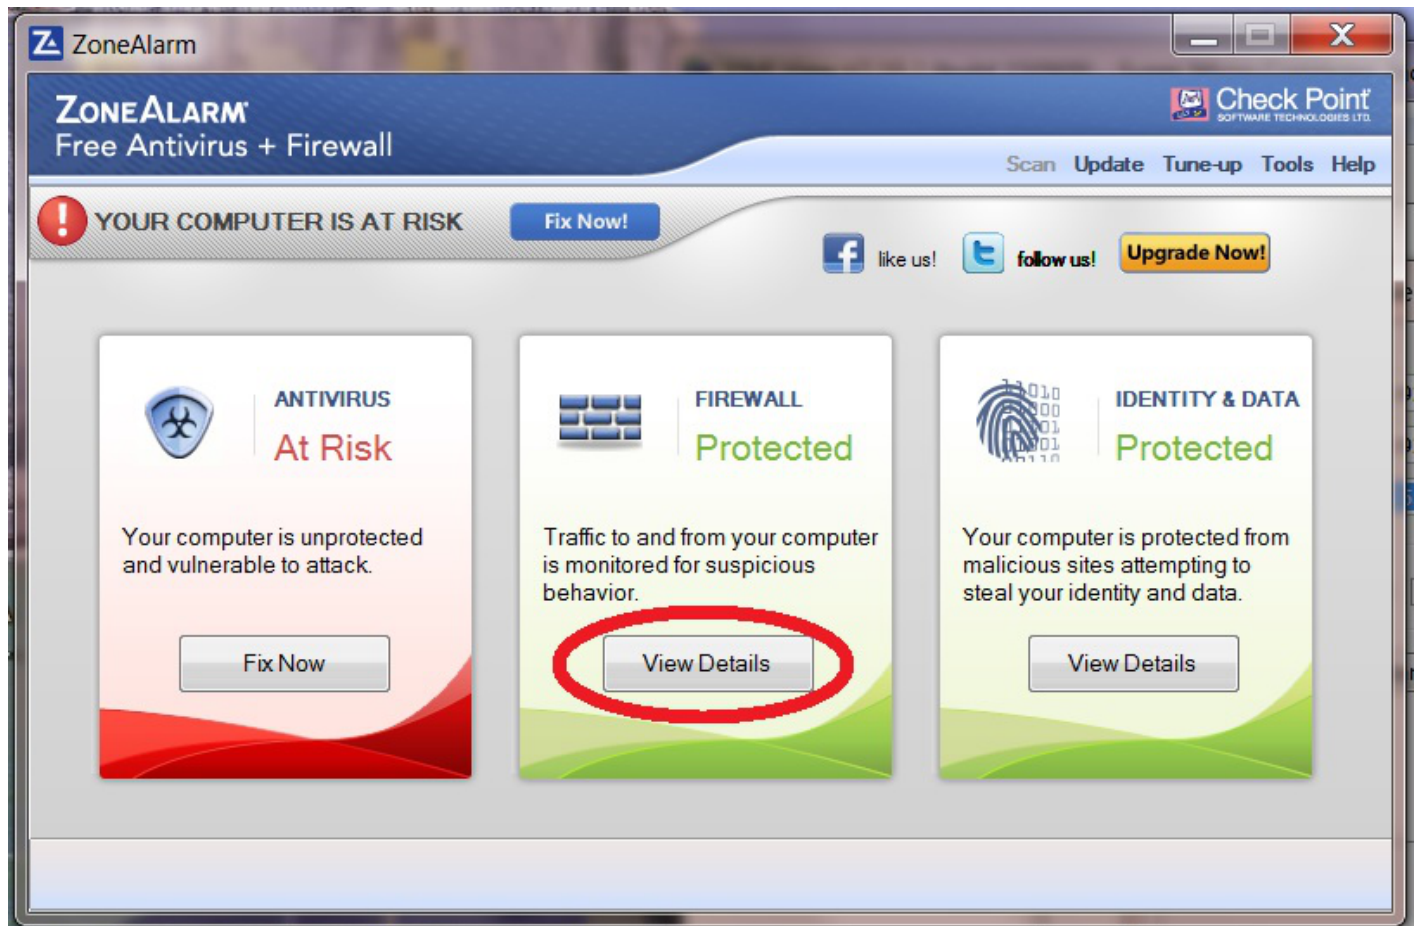 ZoneAlarm
X
ZONEALARM
Free Antivirus + Firewall
Check Point
SOFTWARE TECHNOLOGIES LTD.
Scan Update Tune-up Tools Help
YOUR COMPUTER IS AT RISK
Fix Now!
like us!
follow us!
Upgrade Now!
ANTIVIRUS
At Risk
Your computer is unprotected
and vulnerable to attack.
Fix Now
FIREWALL
Protected
Traffic to and from your computer
is monitored for suspicious
behavior.
View Details
IDENTITY & DATA
Protected
Your computer is protected from
malicious sites attempting to
steal your identity and data.
View Details